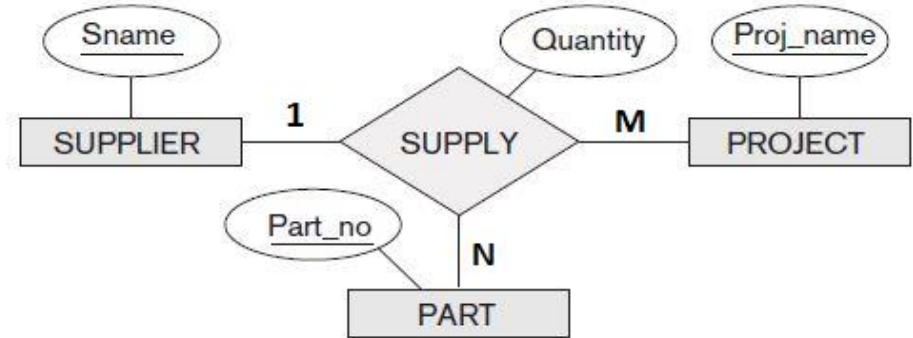 Sname
Quantity
Proj_name
SUPPLIER
1
SUPPLY
M
PROJECT
Part_no
N
PART